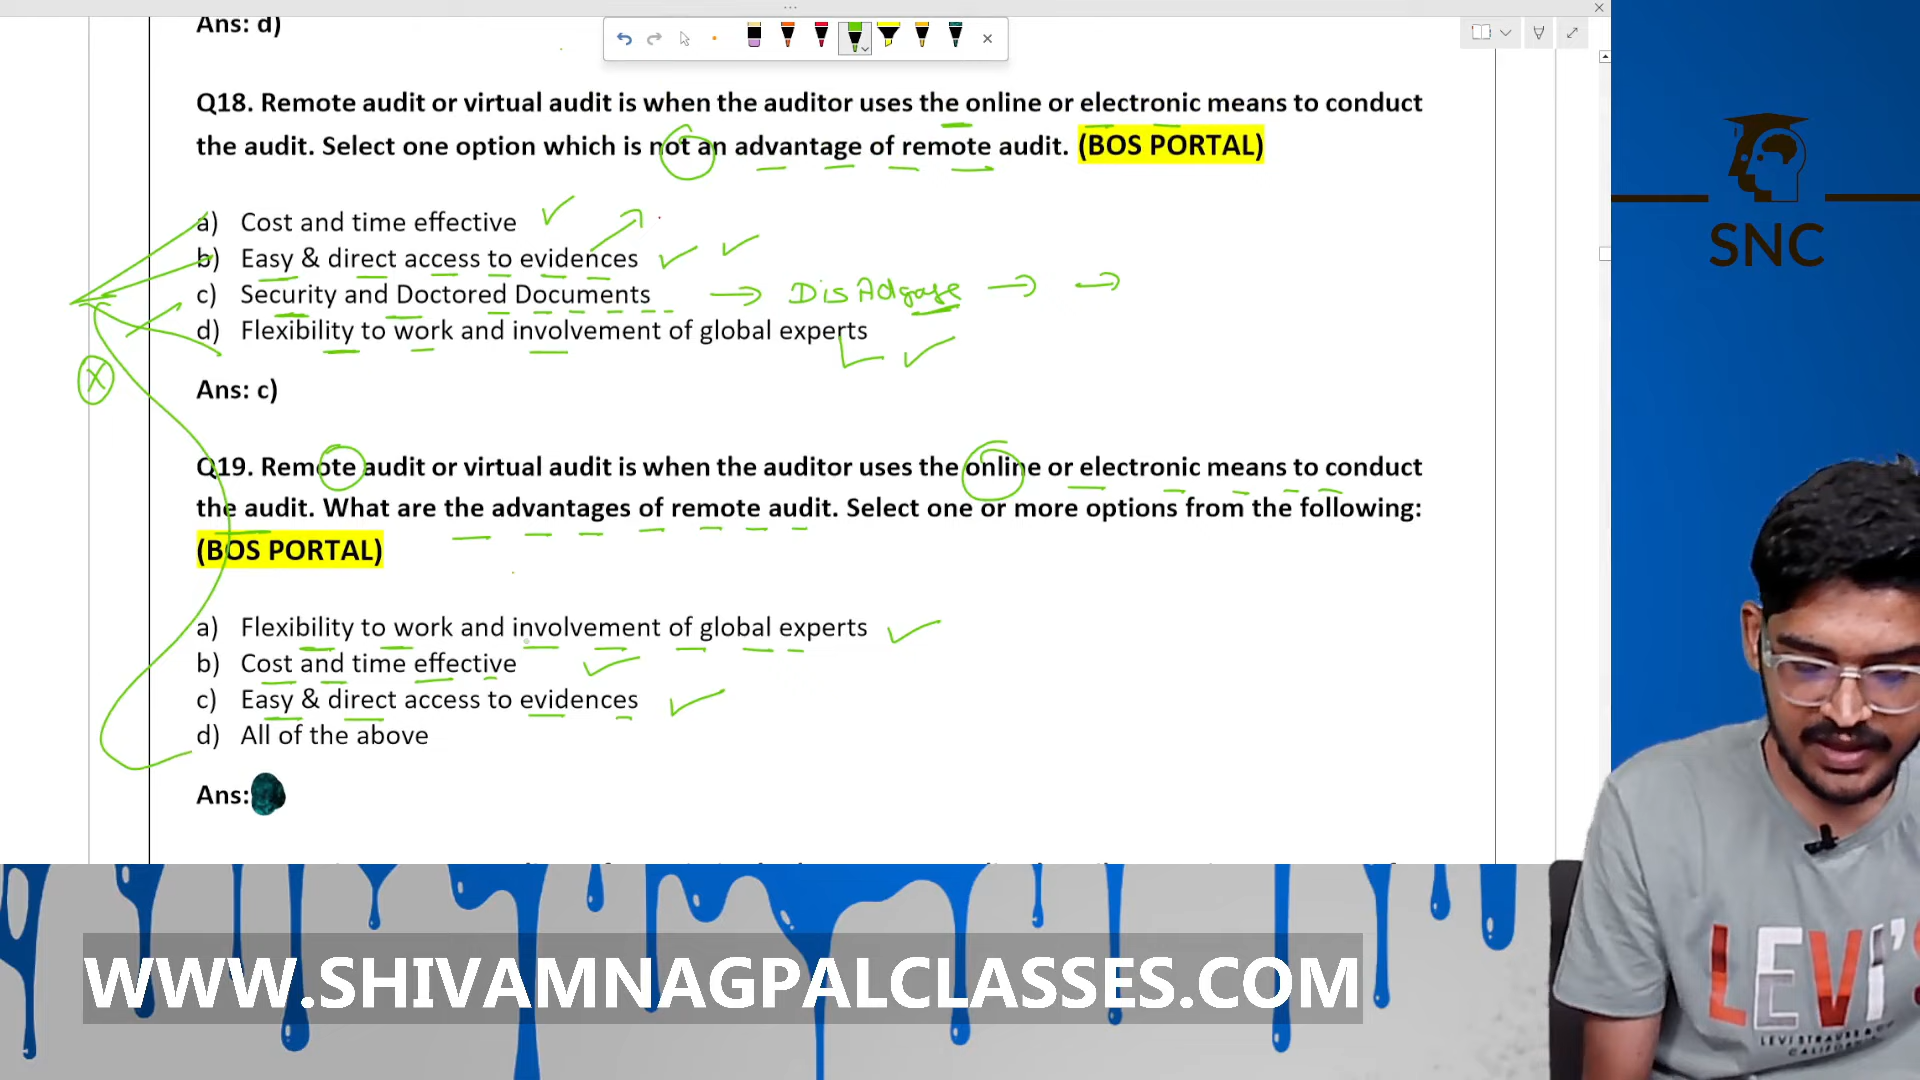 Ans: d)
Q18. Remote audit or virtual audit is when the auditor uses the online or electronic means to conduct
the audit. Select one option which is not an advantage of remote audit. (BOS PORTAL)
a) Cost and time effective
b) Easy & direct access to evidences
c) Security and Doctored Documents
d) Flexibility to work and involvement of global experts
Ans: c)
Q19. Remote audit or virtual audit is when the auditor uses the online or electronic means to conduct
the audit. What are the advantages of remote audit. Select one or more options from the following:
(BOS PORTAL)
a) Flexibility to work and involvement of global experts
b) Cost and time effective
c) Easy & direct access to evidences
d) All of the above
Ans:
SNC
LEVI'S
LEVI STRAUSS & CO
CALIFORNIA
WWW.SHIVAMNAGPALCLASSES.COM